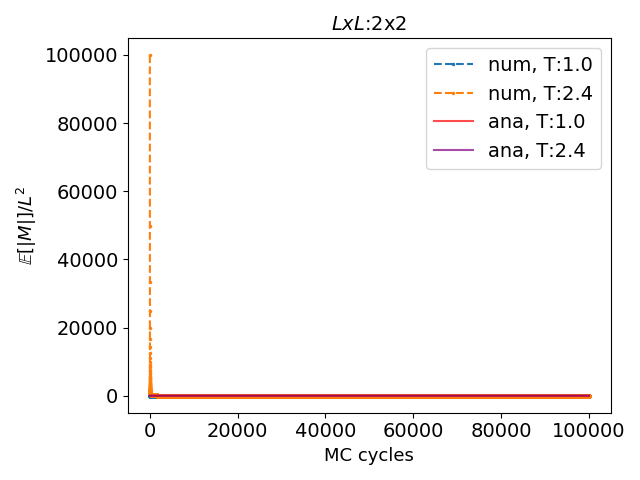 LxL:2x2
𝔼[|M|]/L²
100000
80000
60000
40000
20000
0
num, T:1.0
num, T:2.4
ana, T:1.0
ana, T:2.4
0 20000 40000 60000 80000 100000
MC cycles